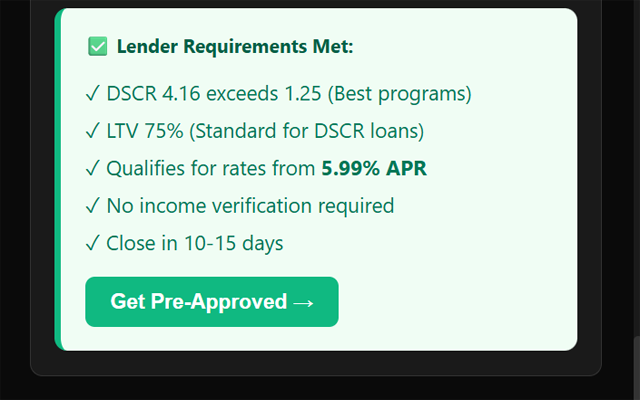 ✅ Lender Requirements Met:
✓ DSCR 4.16 exceeds 1.25 (Best programs)
✓ LTV 75% (Standard for DSCR loans)
✓ Qualifies for rates from 5.99% APR
✓ No income verification required
✓ Close in 10-15 days
Get Pre-Approved →